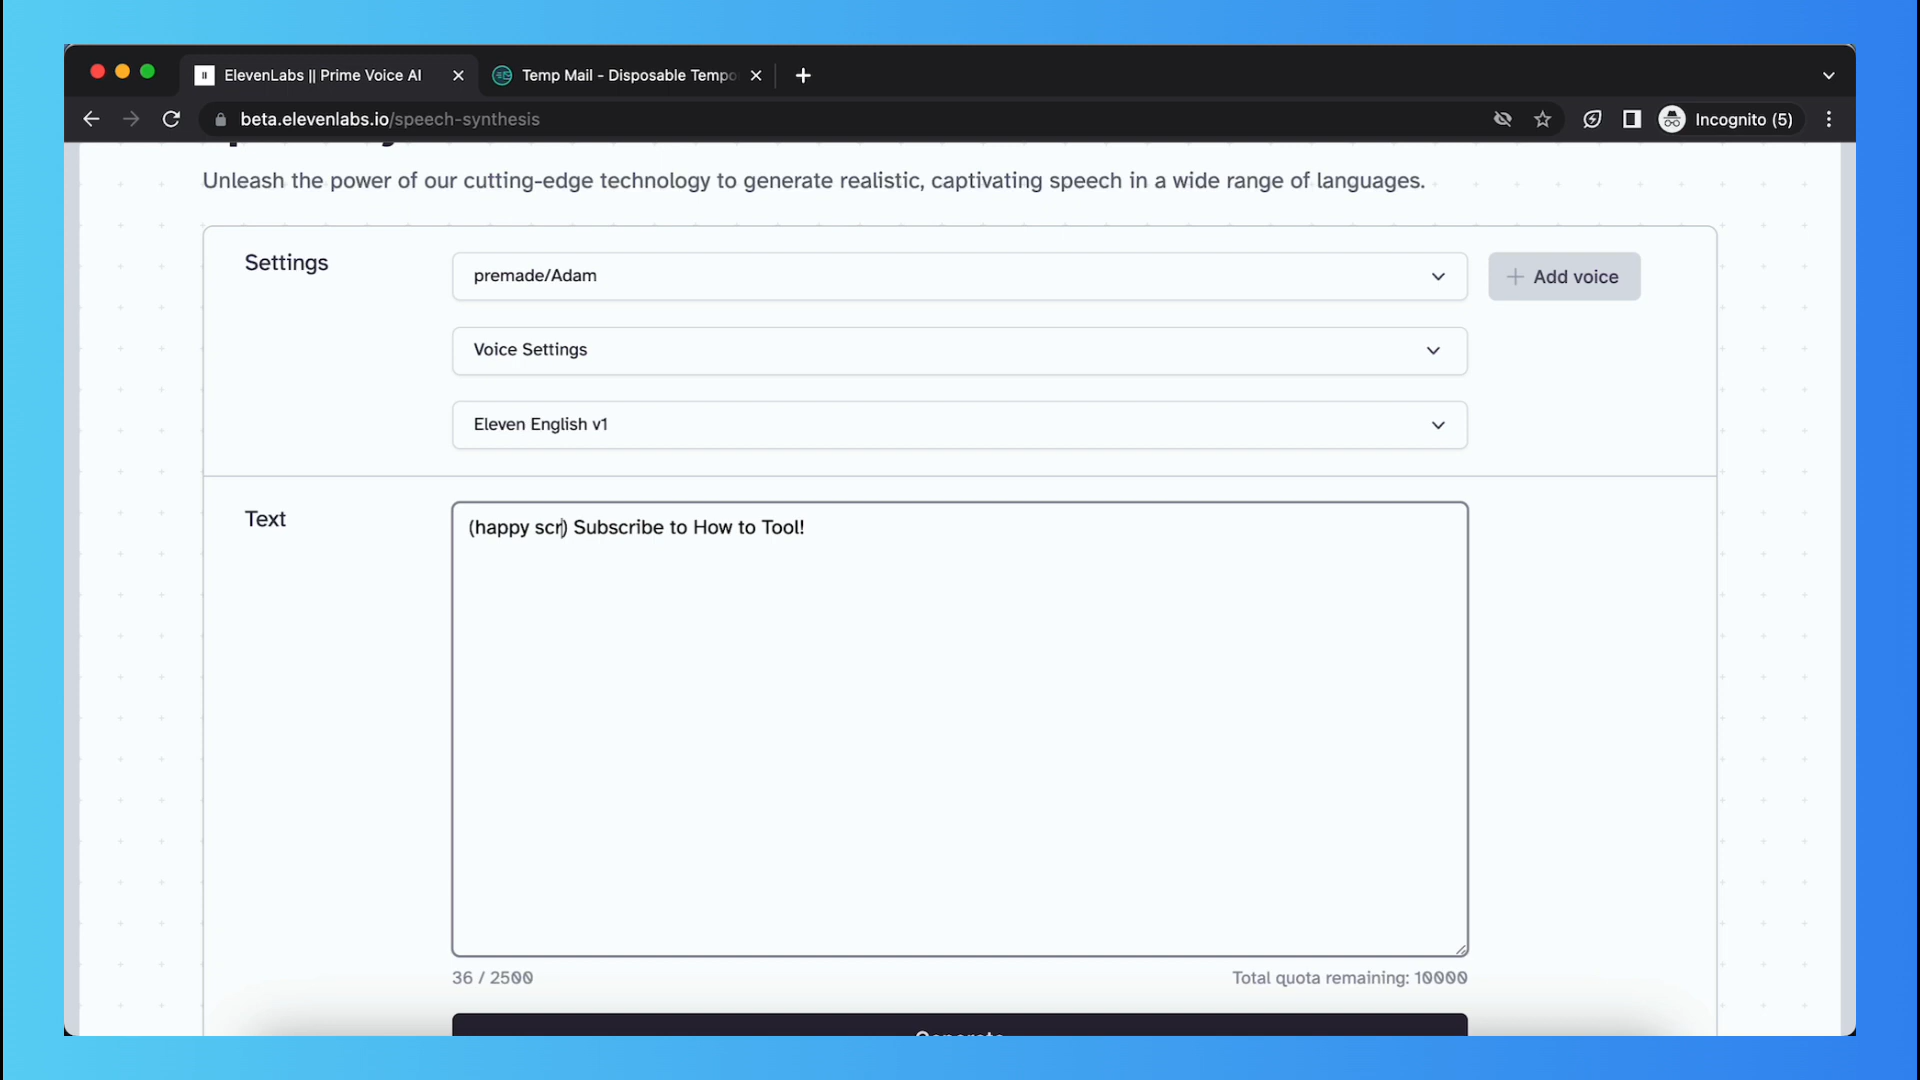 ElevenLabs || Prime Voice AI
Temp Mail - Disposable Tempo
beta.elevenlabs.io/speech-synthesis
Incognito (5)
Unleash the power of our cutting-edge technology to generate realistic, captivating speech in a wide range of languages.
Settings
premade/Adam
Add voice
Voice Settings
Eleven English v1
Text
(happy scr) Subscribe to How to Tool!
36 / 2500
Total quota remaining: 10000
Generate